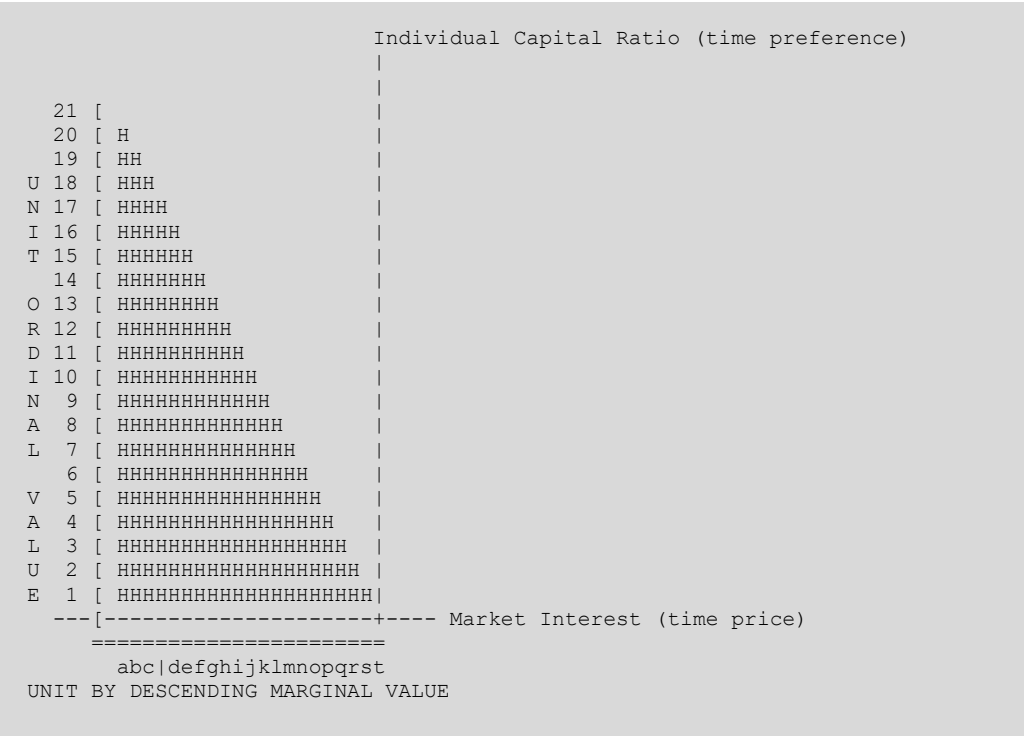 Individual Capital Ratio (time preference)
                           |
                           |
  21 [                     |
  20 [ H                   |
  19 [ HH                  |
U 18 [ HHH                 |
N 17 [ HHHH                |
I 16 [ HHHHH               |
T 15 [ HHHHHH              |
  14 [ HHHHHHH             |
O 13 [ HHHHHHHH            |
R 12 [ HHHHHHHHH           |
D 11 [ HHHHHHHHHH          |
I 10 [ HHHHHHHHHHH         |
N  9 [ HHHHHHHHHHHH        |
A  8 [ HHHHHHHHHHHHH       |
L  7 [ HHHHHHHHHHHHHH      |
   6 [ HHHHHHHHHHHHHHH     |
V  5 [ HHHHHHHHHHHHHHHH    |
A  4 [ HHHHHHHHHHHHHHHHH   |
L  3 [ HHHHHHHHHHHHHHHHHH  |
U  2 [ HHHHHHHHHHHHHHHHHHH |
E  1 [ HHHHHHHHHHHHHHHHHHHH|
  ---[---------------------+---- Market Interest (time price)
     =======================
       abc|defghijklmnopqrst
UNIT BY DESCENDING MARGINAL VALUE